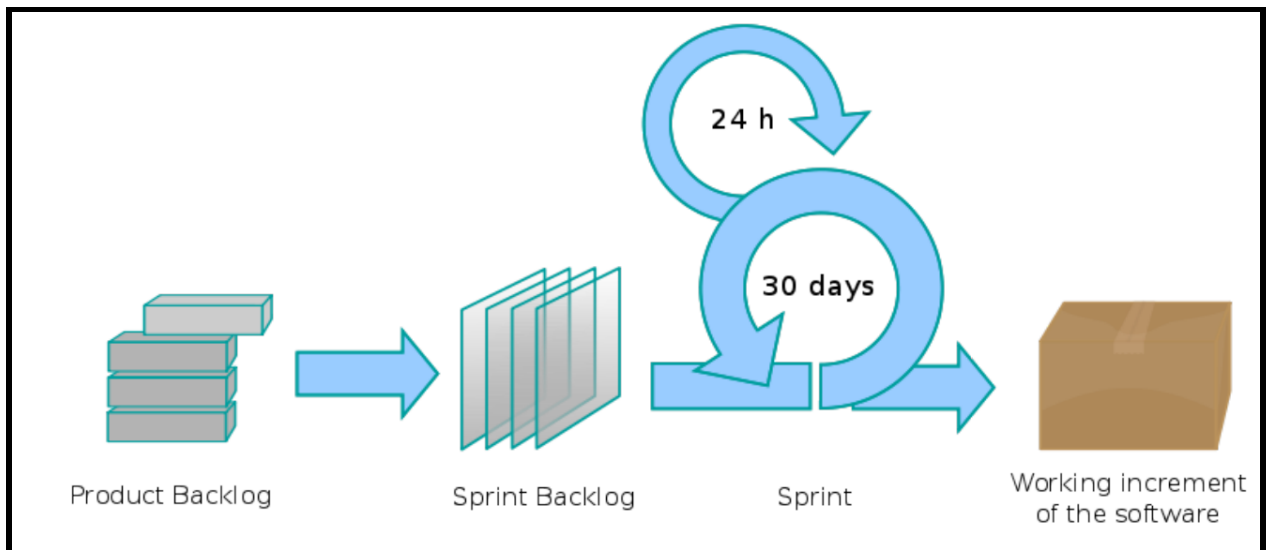 24 h
30 days
Product Backlog
Sprint Backlog
Sprint
Working increment
of the software